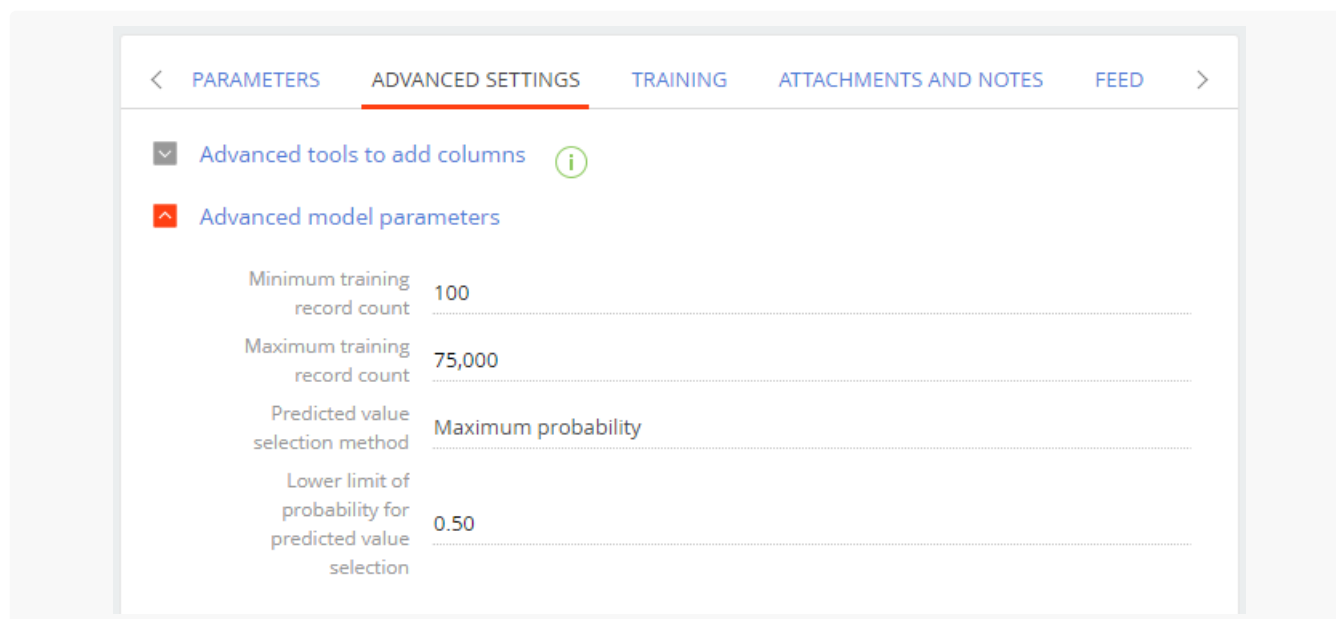 PARAMETERS ADVANCED SETTINGS TRAINING ATTACHMENTS AND NOTES FEED
Advanced tools to add columns i
Advanced model parameters
Minimum training
record count
100
Maximum training
record count
75,000
Predicted value
selection method
Maximum probability
Lower limit of
probability for
predicted value
selection
0.50